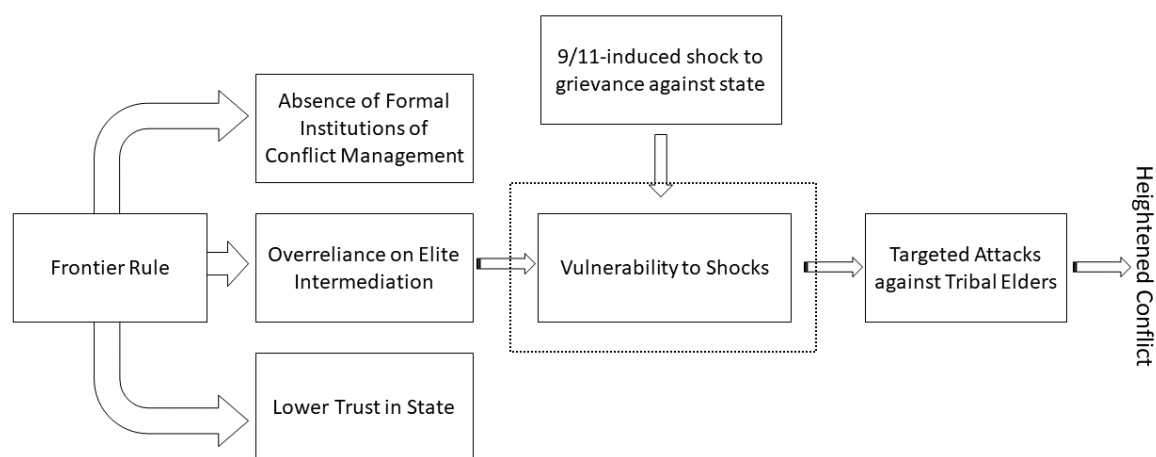 9/11-induced shock to
grievance against state
Absence of Formal
Institutions of
Conflict Management
Frontier Rule
Overreliance on Elite
Intermediation
Vulnerability to Shocks
Targeted Attacks
against Tribal Elders
Heightened Conflict
Lower Trust in State